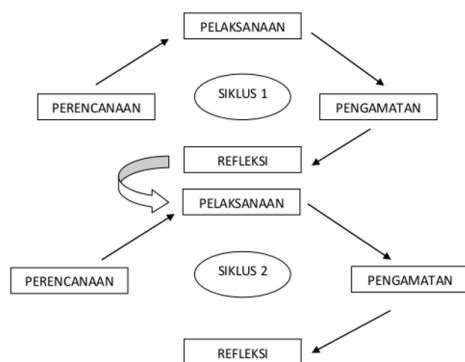 PELAKSANAAN
SIKLUS 1
PERENCANAAN
PENGAMATAN
REFLEKSI
PELAKSANAAN
SIKLUS 2
PERENCANAAN
PENGAMATAN
REFLEKSI